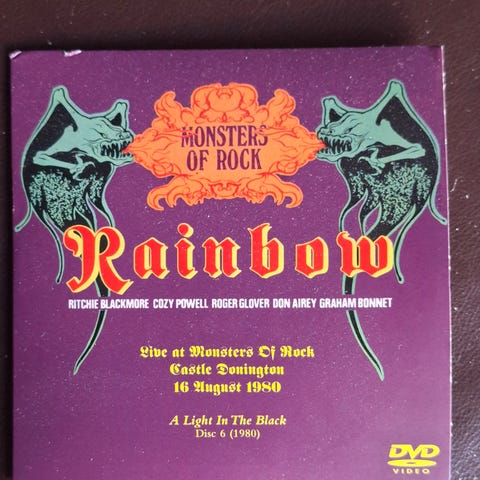 MONSTERS
OF ROCK
Rainbow
RITCHIE BLACKMORE COZY POWELL ROGER GLOVER DON AIREY GRAHAM BONNET
Live at Monsters Of Rock
Castle Donington
16 August 1980
A Light In The Black
Disc 6 (1980)
DVD
VIDEO